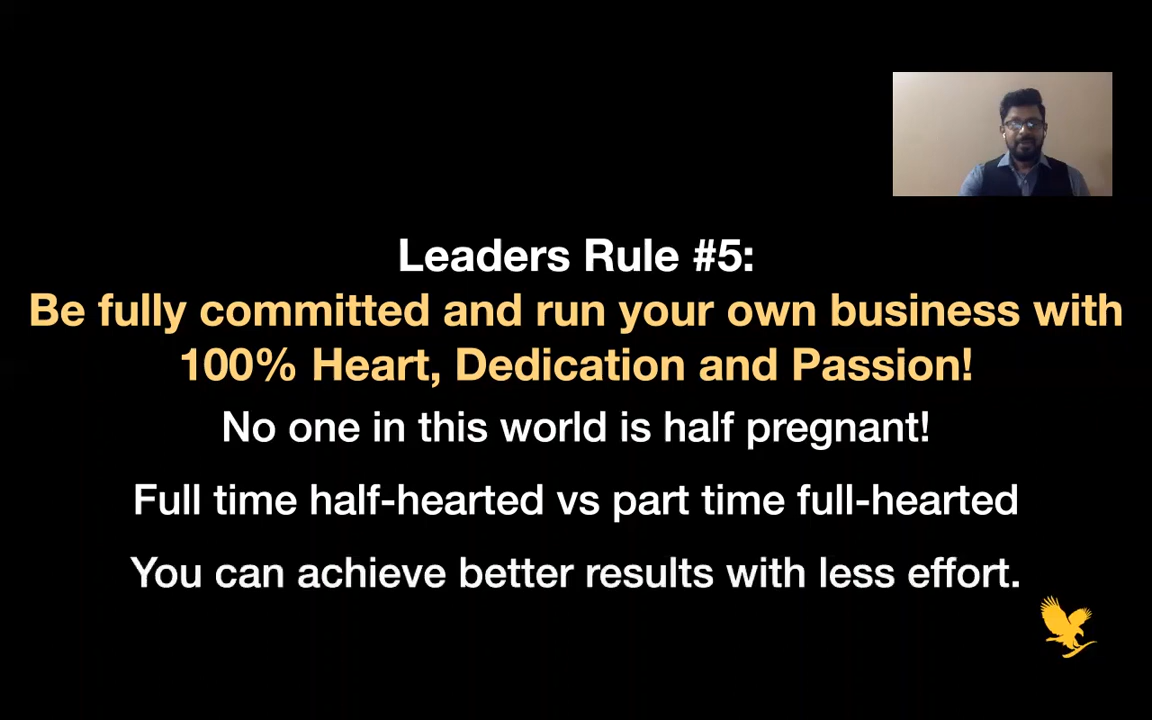 Leaders Rule #5:
Be fully committed and run your own business with
100% Heart, Dedication and Passion!
No one in this world is half pregnant!
Full time half-hearted vs part time full-hearted
You can achieve better results with less effort.